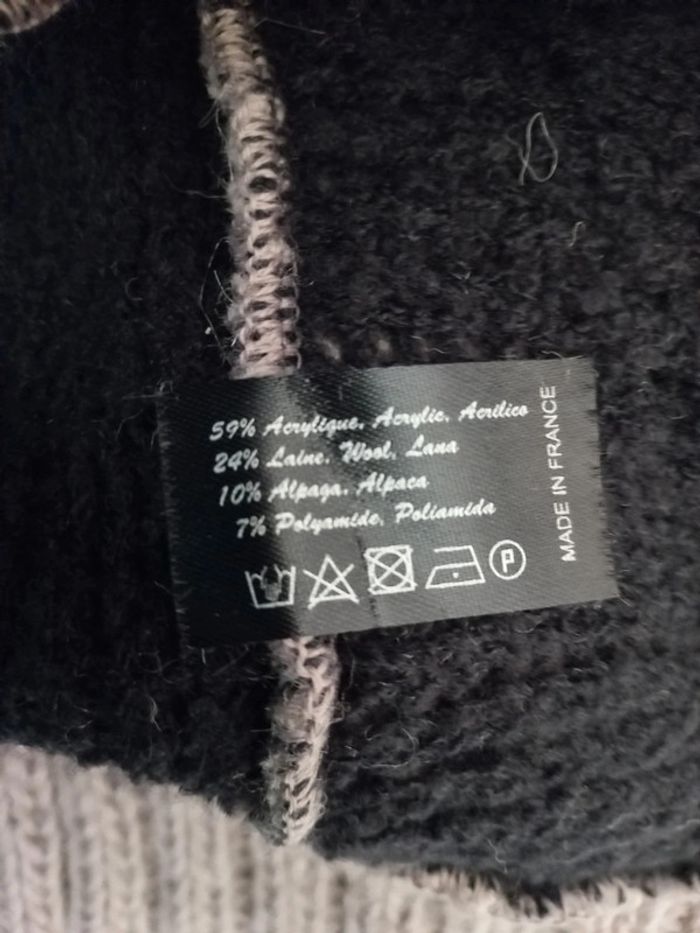 59% Acrylique, Acrylic, Acrilico
24% Laine, Wool, Lana
10% Alpaga, Alpaca
7% Polyamide, Poliamida
P
MADE IN FRANCE